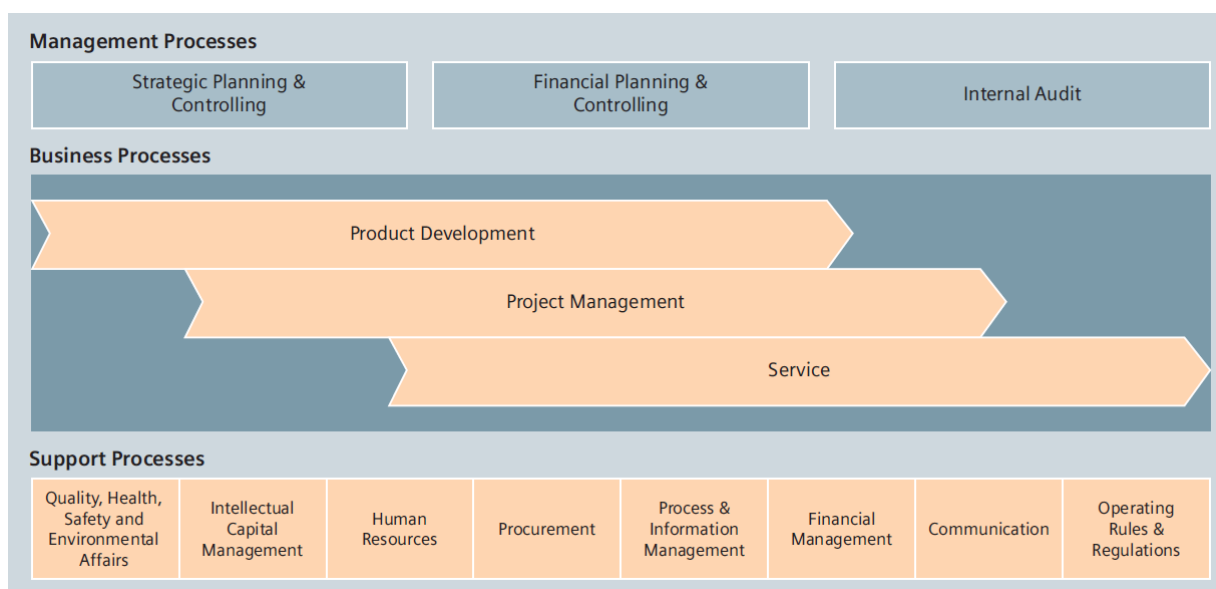 Management Processes
Strategic Planning &
Controlling
Financial Planning &
Controlling
Internal Audit
Business Processes
Product Development
Project Management
Service
Support Processes
Quality, Health,
Safety and
Environmental
Affairs
Intellectual
Capital
Management
Human
Resources
Procurement
Process &
Information
Management
Financial
Management
Communication
Operating
Rules &
Regulations